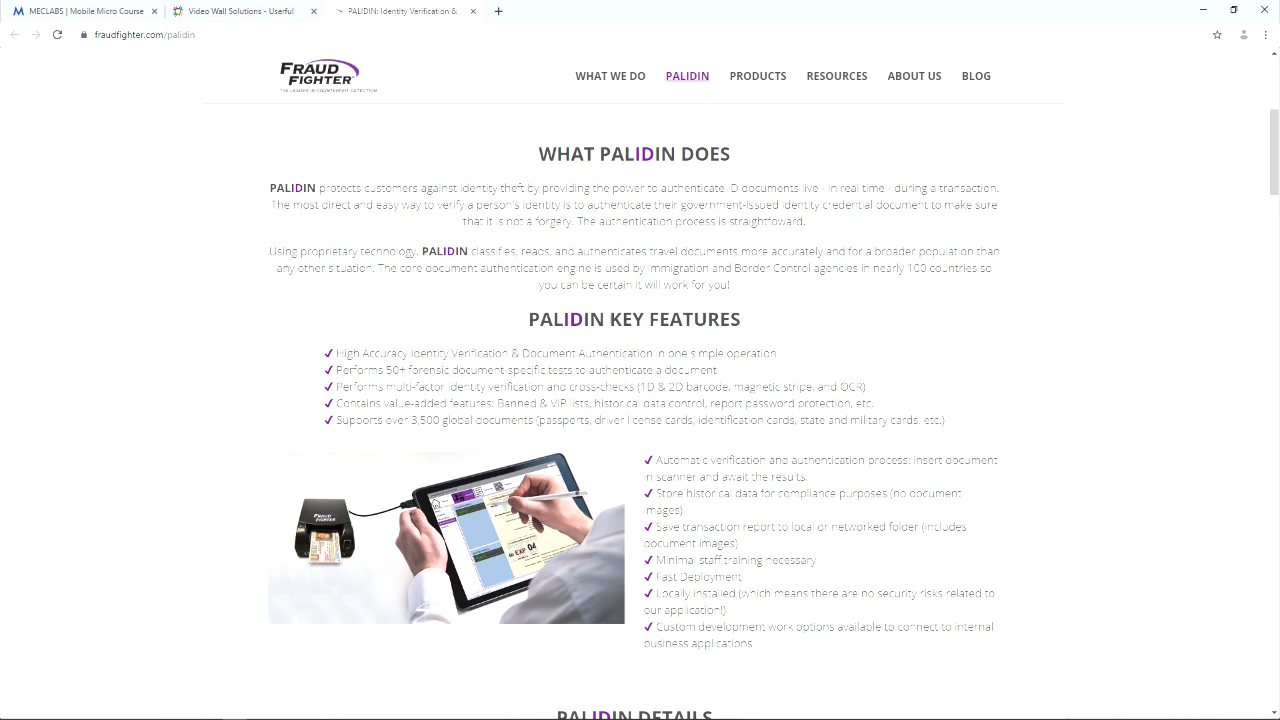 MECLABS | Mobile Micro Course
Video Wall Solutions - Userful
PALIDIN: Identity Verification &
fraudfighter.com/palidin
FRAUD
FIGHTER
THE LEADER IN COUNTERFEIT DETECTION
WHAT WE DO PALIDIN PRODUCTS RESOURCES ABOUT US BLOG
WHAT PALIDIN DOES
PALIDIN protects customers against identity theft by providing the power to authenticate ID documents live - in real time - during a transaction.
The most direct and easy way to verify a person's identity is to authenticate their government-issued identity credential document to make sure
that it is not a forgery. The authentication process is straightfoward.
Using proprietary technology, PALIDIN classifies, reads, and authenticates travel documents more accurately and for a broader population than
any other situation. The core document authentication engine is used by Immigration and Border Control agencies in nearly 100 countries so
you can be certain it will work for you!
PALIDIN KEY FEATURES
✓ High Accuracy Identity Verification & Document Authentication in one simple operation
✓ Performs 50+ forensic document specific tests to authenticate a document
✓ Performs multi-factor identity verification and cross-checks (1D & 2D barcode, magnetic stripe, and OCR)
✓ Contains value-added features: Banned & VIP lists, historical data control, report password protection, etc.
✓ Supports over 3,500 global documents (passports, driver license cards, identification cards, state and military cards, etc.)
FRAUD
FIGHTER
EXP 04
✓ Automatic verification and authentication process: insert document
in scanner and await the results.
✓ Store historical data for compliance purposes (no document
images)
✓ Save transaction report to local or networked folder (includes
document images)
✓ Minimal staff training necessary
✓ Fast Deployment
✓ Locally installed (which means there are no security risks related to
our application!)
✓ Custom development work options available to connect to internal
business applications
PALIDIN DETAILS